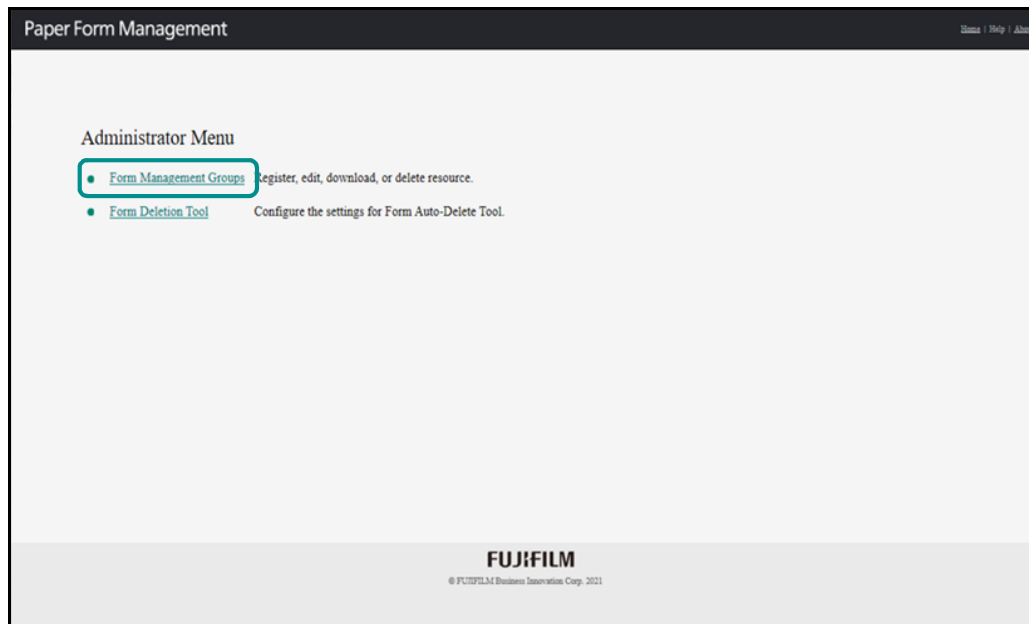 Paper Form Management
Home | Help |
Administrator Menu
Form Management Groups Register, edit, download, or delete resource.
Form Deletion Tool Configure the settings for Form Auto-Delete Tool.
FUJIFILM
© FUJIFILM Business Innovation Corp. 2021